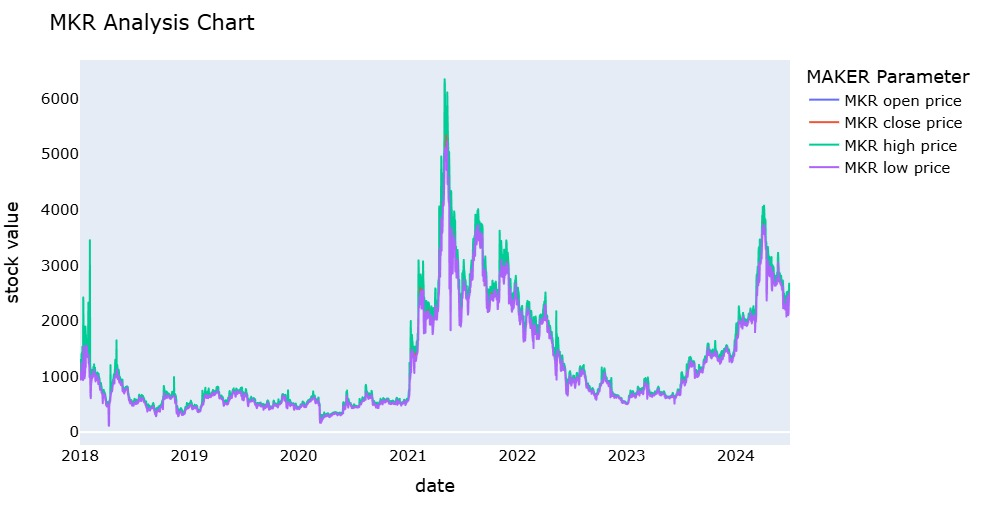 MKR Analysis Chart
MAKER Parameter
MKR open price
MKR close price
MKR high price
MKR low price
stock value
6000
5000
4000
3000
2000
1000
0
2018 2019 2020 2021 2022 2023 2024
date